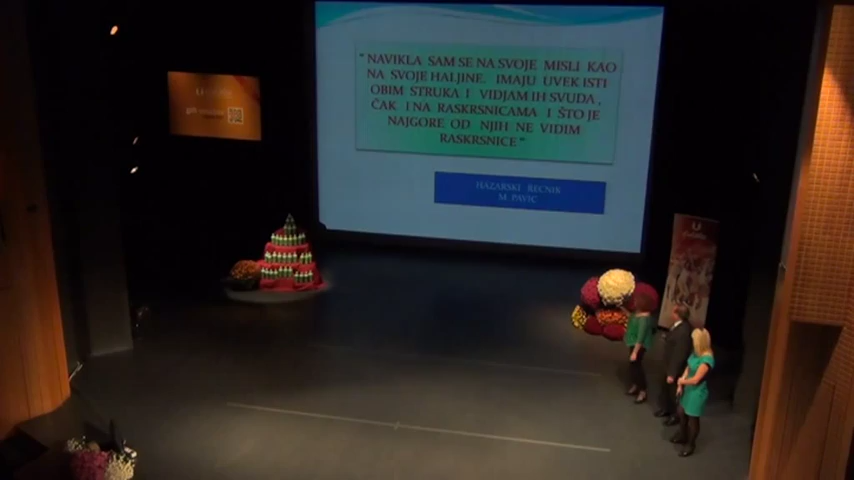 “NAVIKLA SAM SE NA SVOJE MISLI KAO
NA SVOJE HALJINE. IMAJU UVEK ISTI
OBIM STRUKA I VIDJAM IH SVUDA,
ČAK I NA RASKRSNICAMA I ŠTO JE
NAJGORE OD NJIH NE VIDIM
RASKRSNICE”
HAZARSKI REČNIK
M. PAVIĆ